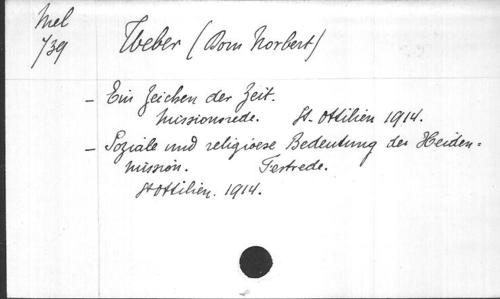 Mel
739
Weber (Dom Norbert)
- Ein Zeichen der Zeit.
Missionsrede. St. Ottilien 1914.
- Soziale und religiöse Bedeutung der Heiden=
mission. Festrede.
St Ottilien. 1914.